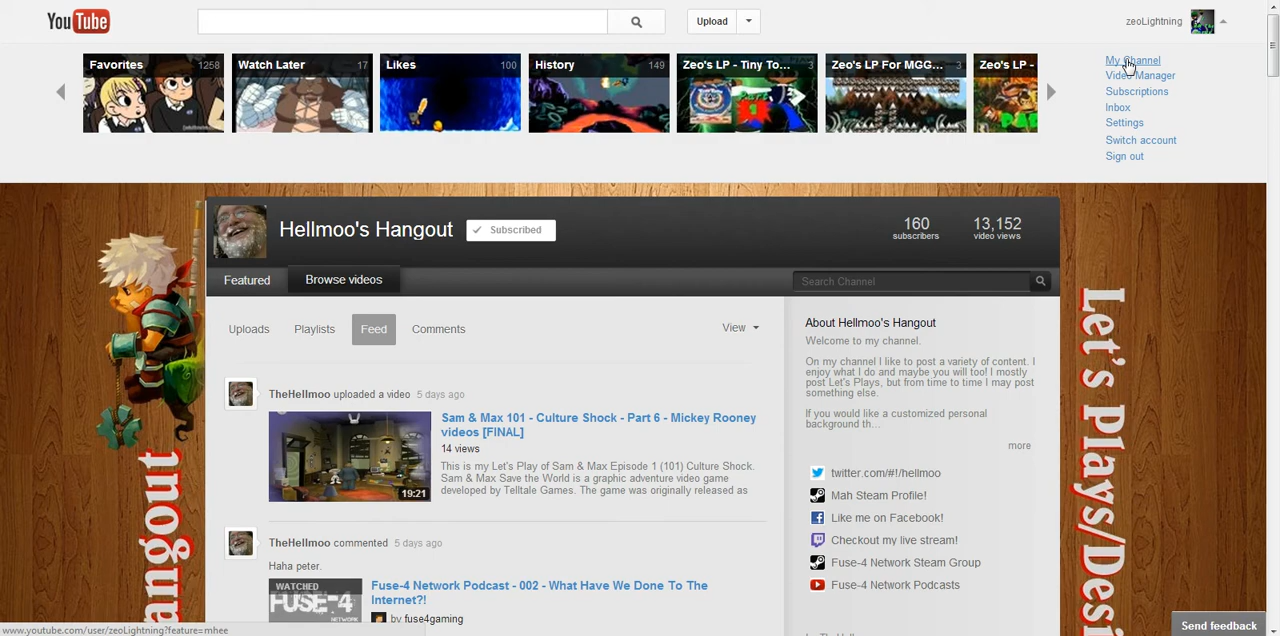 YouTube
Upload
zeoLightning
Favorites 1258
Watch Later 17
Likes 100
History 149
Zeo's LP - Tiny To... 3
Zeo's LP For MGG... 3
Zeo's LP -
My Channel
Video Manager
Subscriptions
Inbox
Settings
Switch account
Sign out
Hellmoo's Hangout
Subscribed
160
subscribers
13,152
video views
Featured
Browse videos
Search Channel
Uploads
Playlists
Feed
Comments
View
TheHellmoo uploaded a video 5 days ago
Sam & Max 101 - Culture Shock - Part 6 - Mickey Rooney
videos [FINAL]
14 views
This is my Let's Play of Sam & Max Episode 1 (101) Culture Shock.
Sam & Max Save the World is a graphic adventure video game
developed by Telltale Games. The game was originally released as
19:21
TheHellmoo commented 5 days ago
Haha peter.
WATCHED
FUSE-4
NETWORK
Fuse-4 Network Podcast - 002 - What Have We Done To The
Internet?!
by fuse4gaming
About Hellmoo's Hangout
Welcome to my channel.
On my channel I like to post a variety of content. I
enjoy what I do and maybe you will too! I mostly
post Let's Plays, but from time to time I may post
something else.
If you would like a customized personal
background th...
more
twitter.com/#!/hellmoo
Mah Steam Profile!
Like me on Facebook!
Checkout my live stream!
Fuse-4 Network Steam Group
Fuse-4 Network Podcasts
angout
Let's Plays/Desi
Send feedback
www.youtube.com/user/zeoLightning?feature=mhee